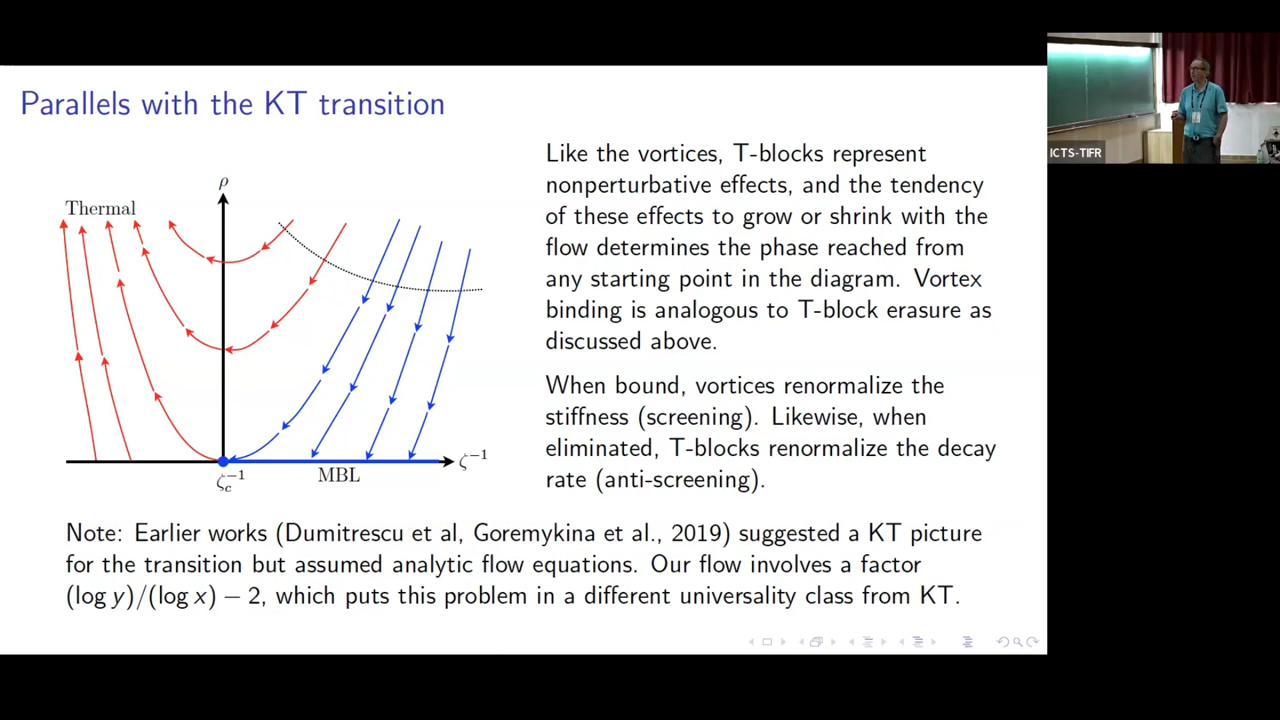 Parallels with the KT transition
ρ
Thermal
ζ⁻¹
ζ_c⁻¹
MBL
Like the vortices, T-blocks represent
nonperturbative effects, and the tendency
of these effects to grow or shrink with the
flow determines the phase reached from
any starting point in the diagram. Vortex
binding is analogous to T-block erasure as
discussed above.
When bound, vortices renormalize the
stiffness (screening). Likewise, when
eliminated, T-blocks renormalize the decay
rate (anti-screening).
Note: Earlier works (Dumitrescu et al, Goremykina et al., 2019) suggested a KT picture
for the transition but assumed analytic flow equations. Our flow involves a factor
(log y)/(log x) − 2, which puts this problem in a different universality class from KT.
ICTS-TIFR